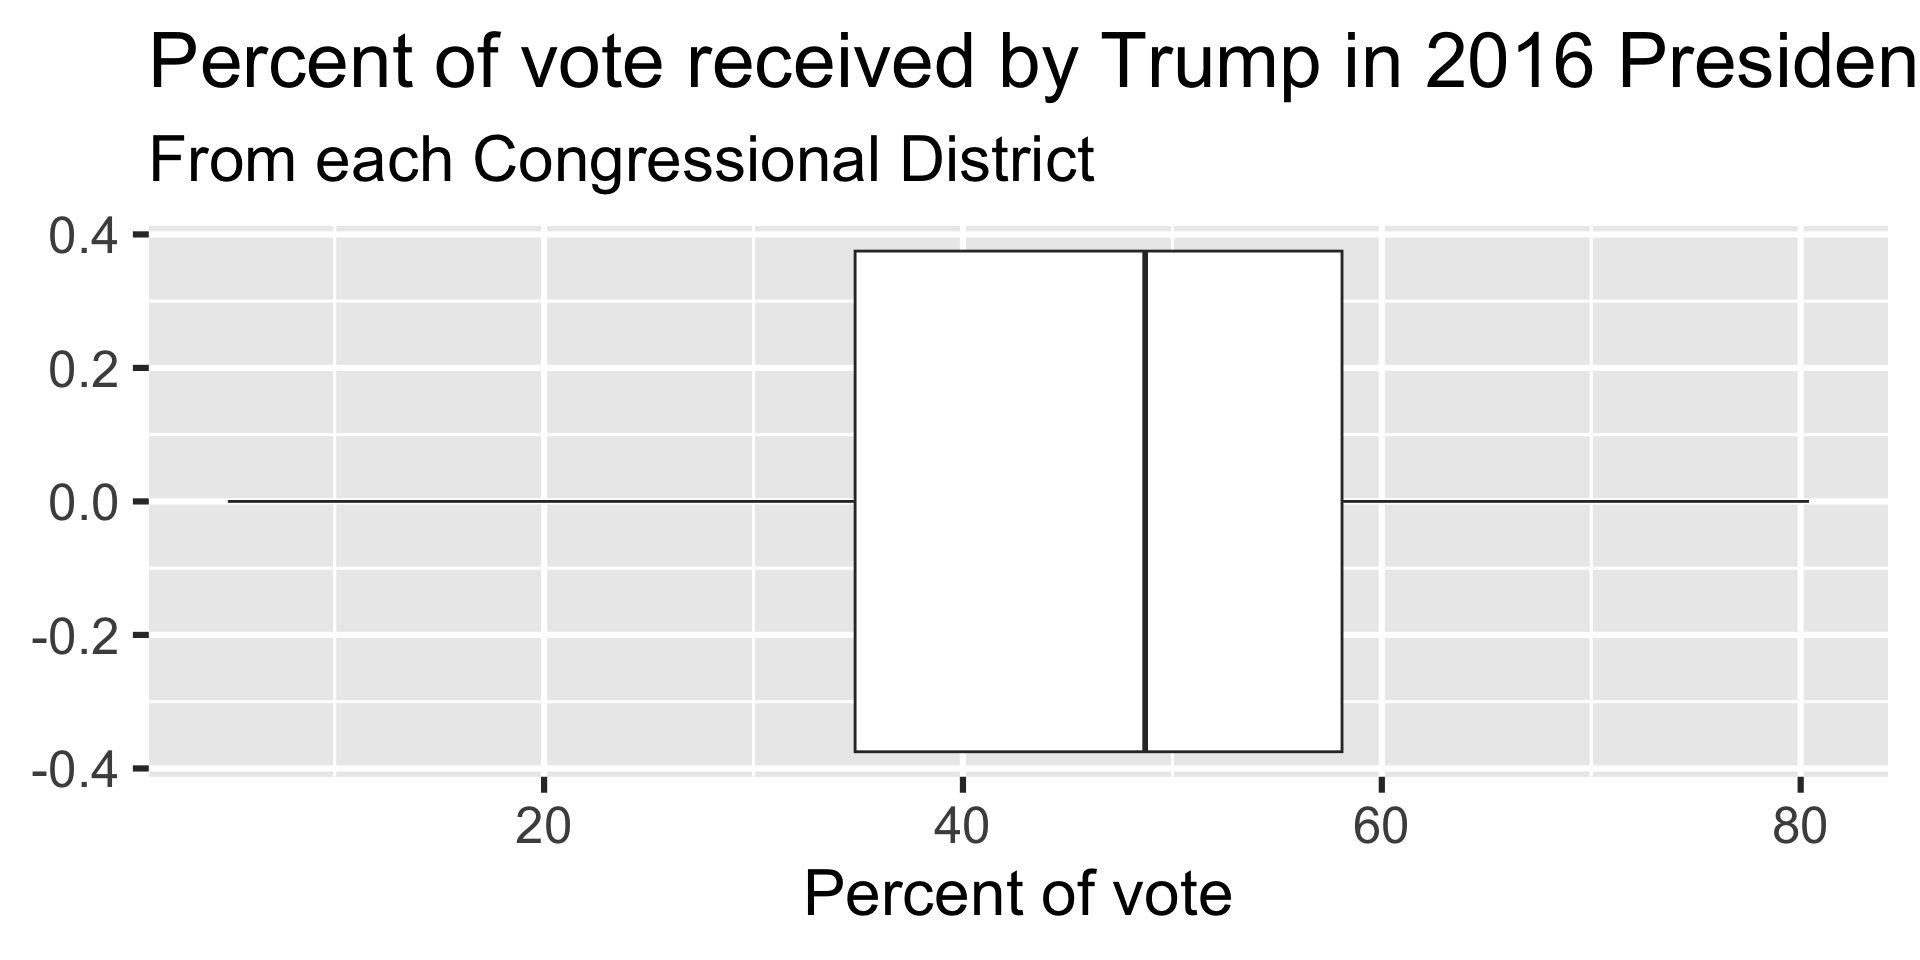 Percent of vote received by Trump in 2016 Presiden
From each Congressional District
0.4
0.2
0.0
-0.2
-0.4
20 40 60 80
Percent of vote